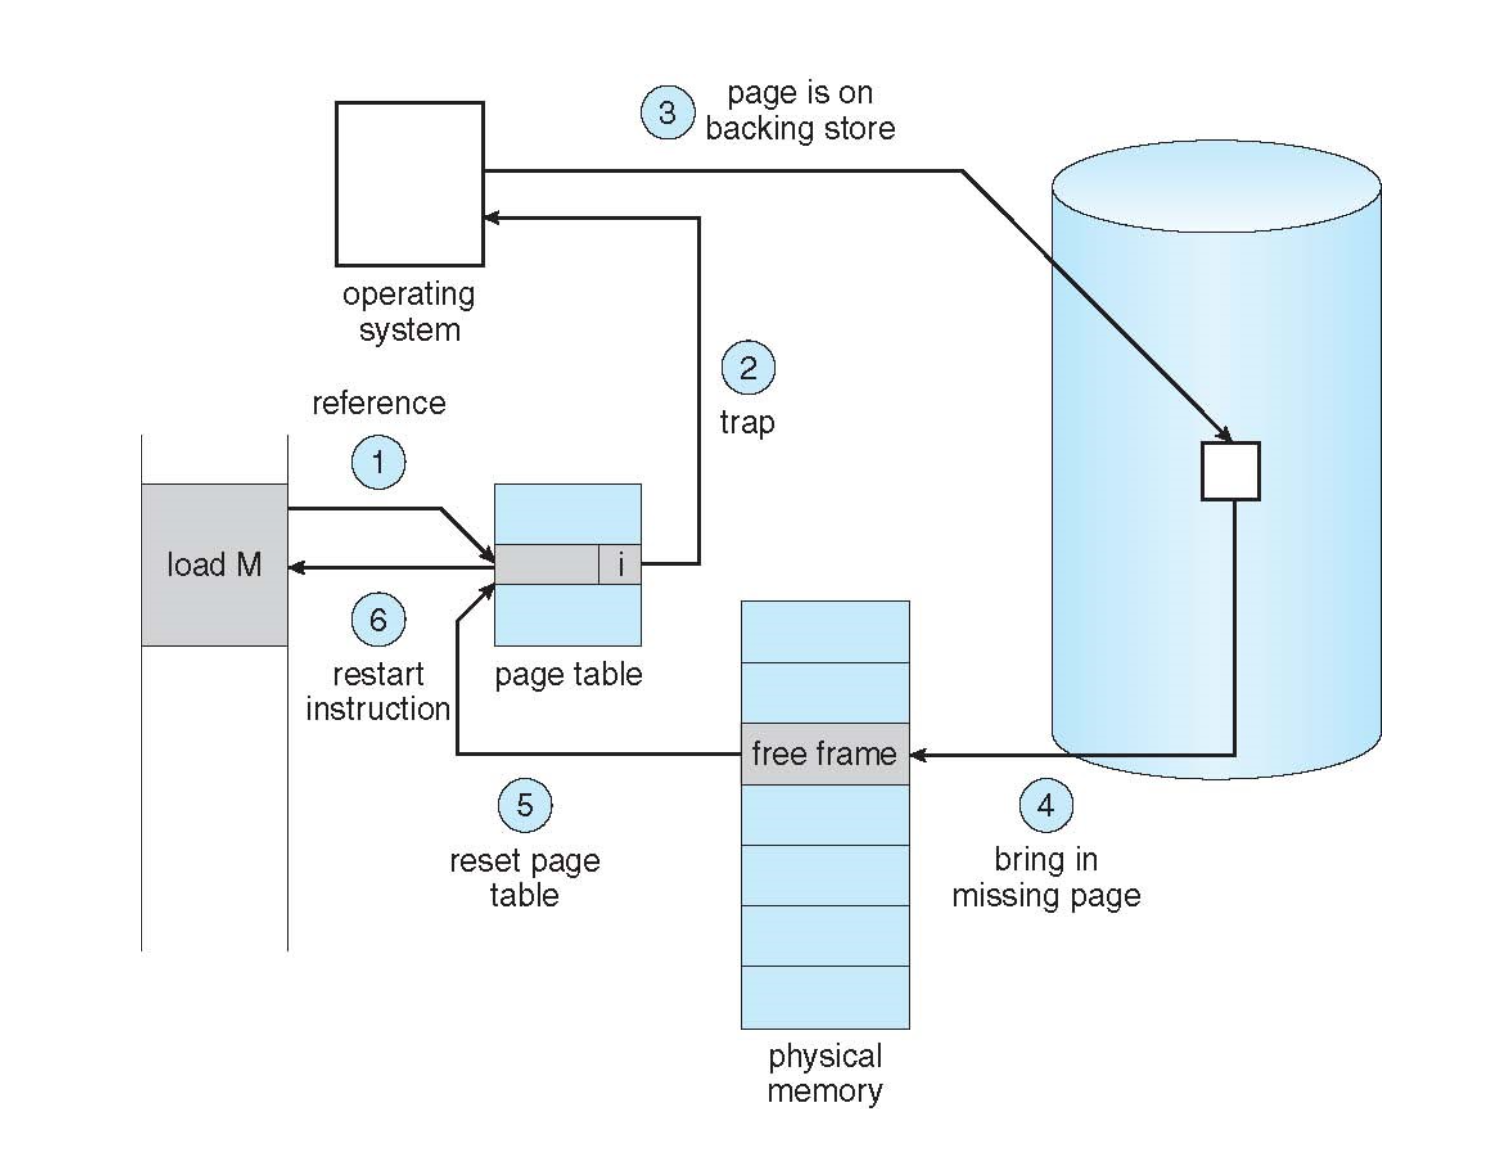 3
page is on
backing store
operating
system
2
trap
reference
1
load M
i
6
restart
instruction
page table
free frame
5
reset page
table
4
bring in
missing page
physical
memory